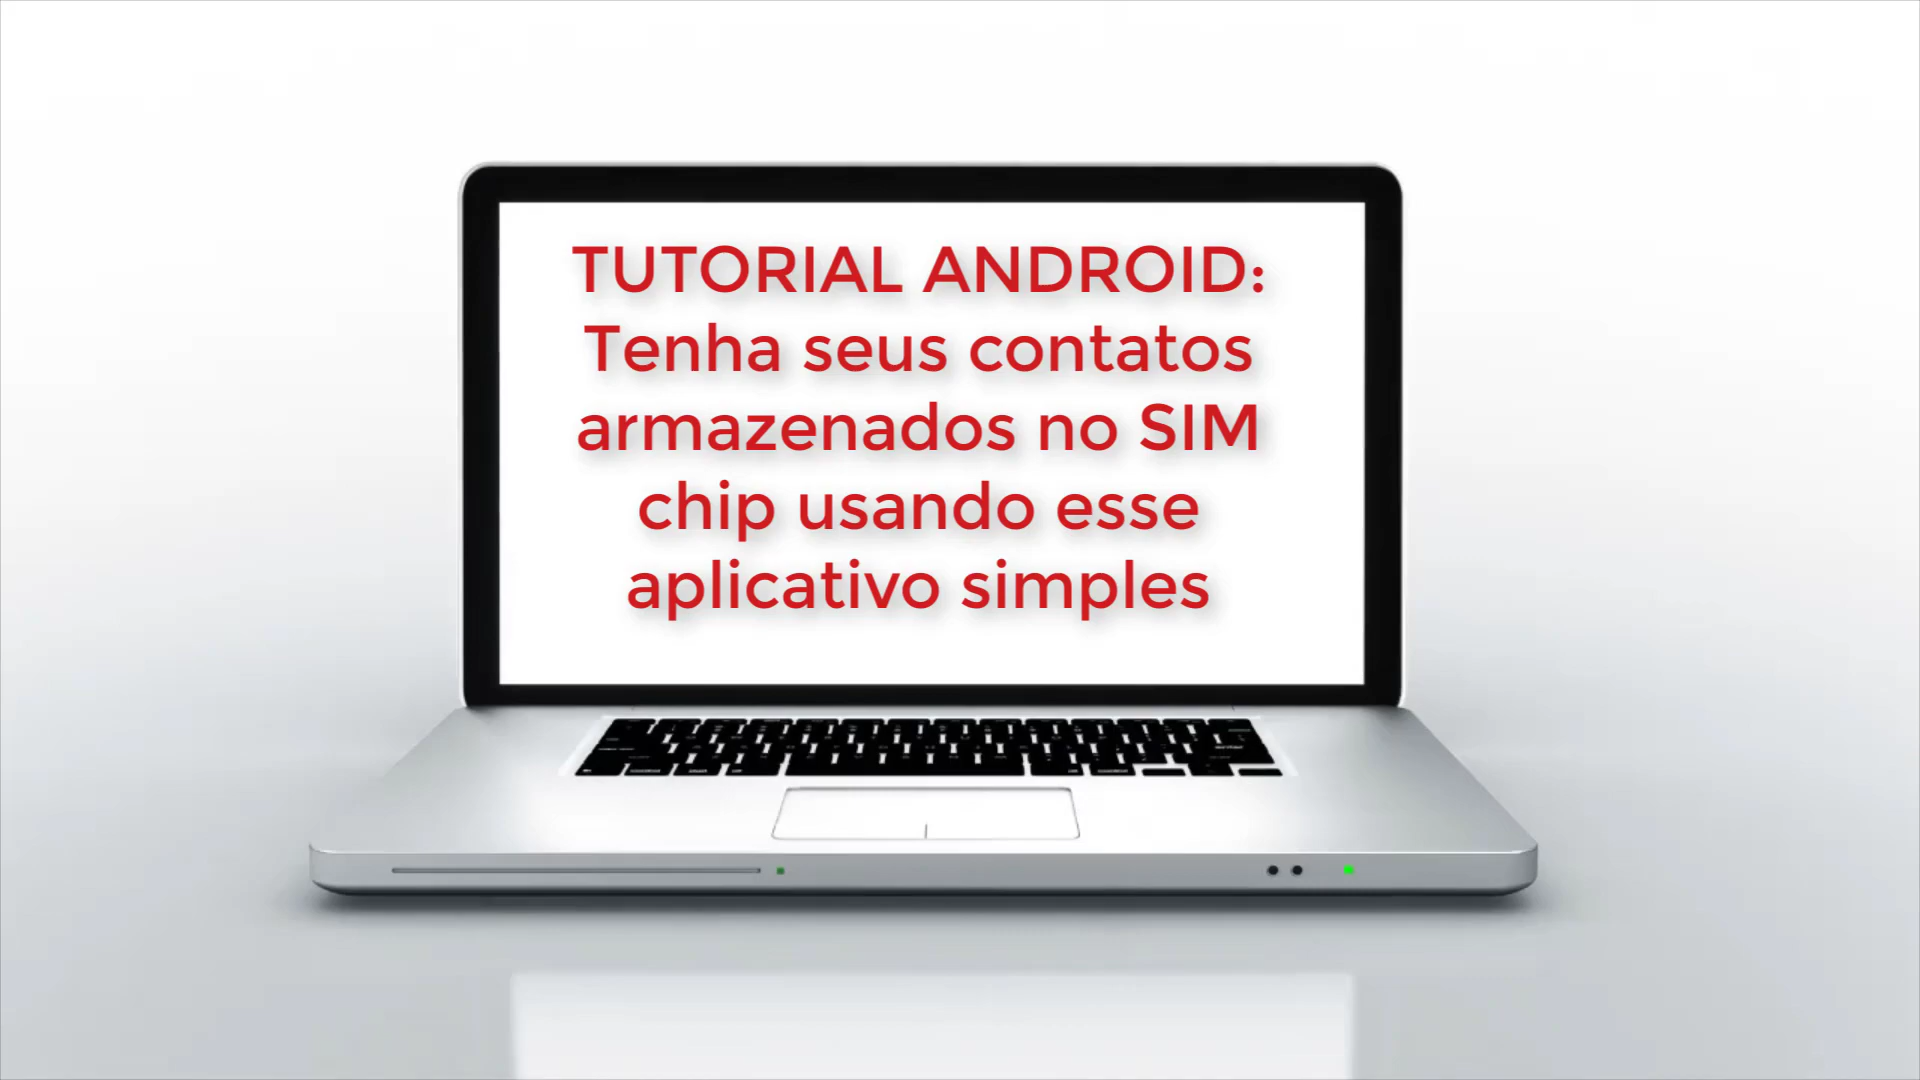 TUTORIAL ANDROID:
Tenha seus contatos
armazenados no SIM
chip usando esse
aplicativo simples